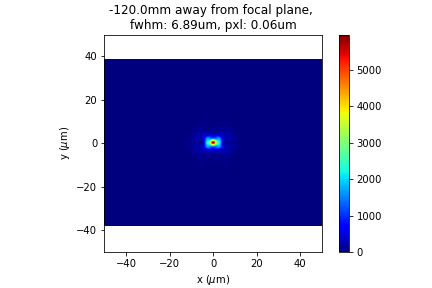 -120.0mm away from focal plane,
fwhm: 6.89um, pxl: 0.06um
40
20
0
−20
−40
y (μm)
−40 −20 0 20 40
x (μm)
5000
4000
3000
2000
1000
0